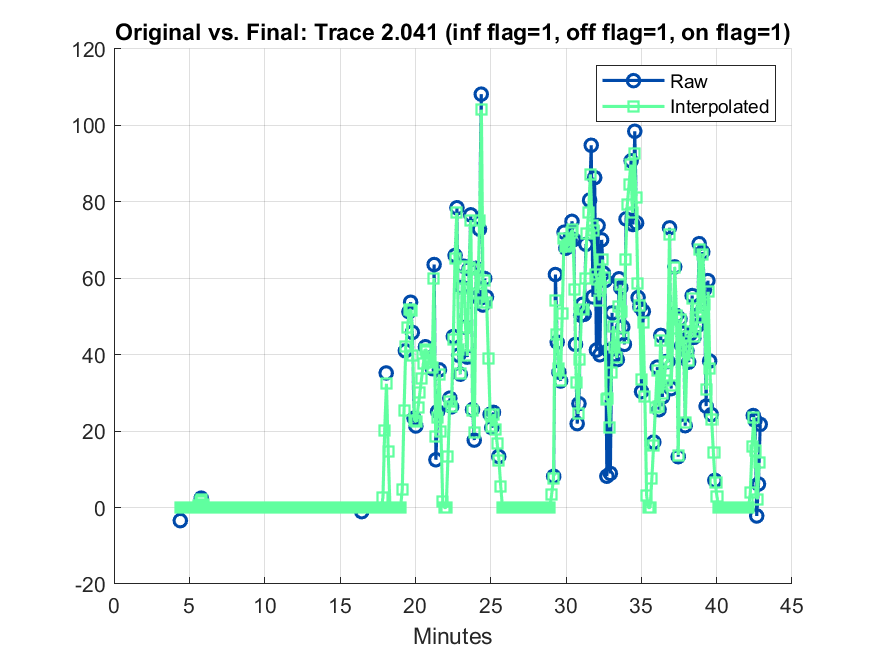 Original vs. Final: Trace 2.041 (inf flag=1, off flag=1, on flag=1)
120
100
80
60
40
20
0
-20
Raw
Interpolated
0 5 10 15 20 25 30 35 40 45
Minutes